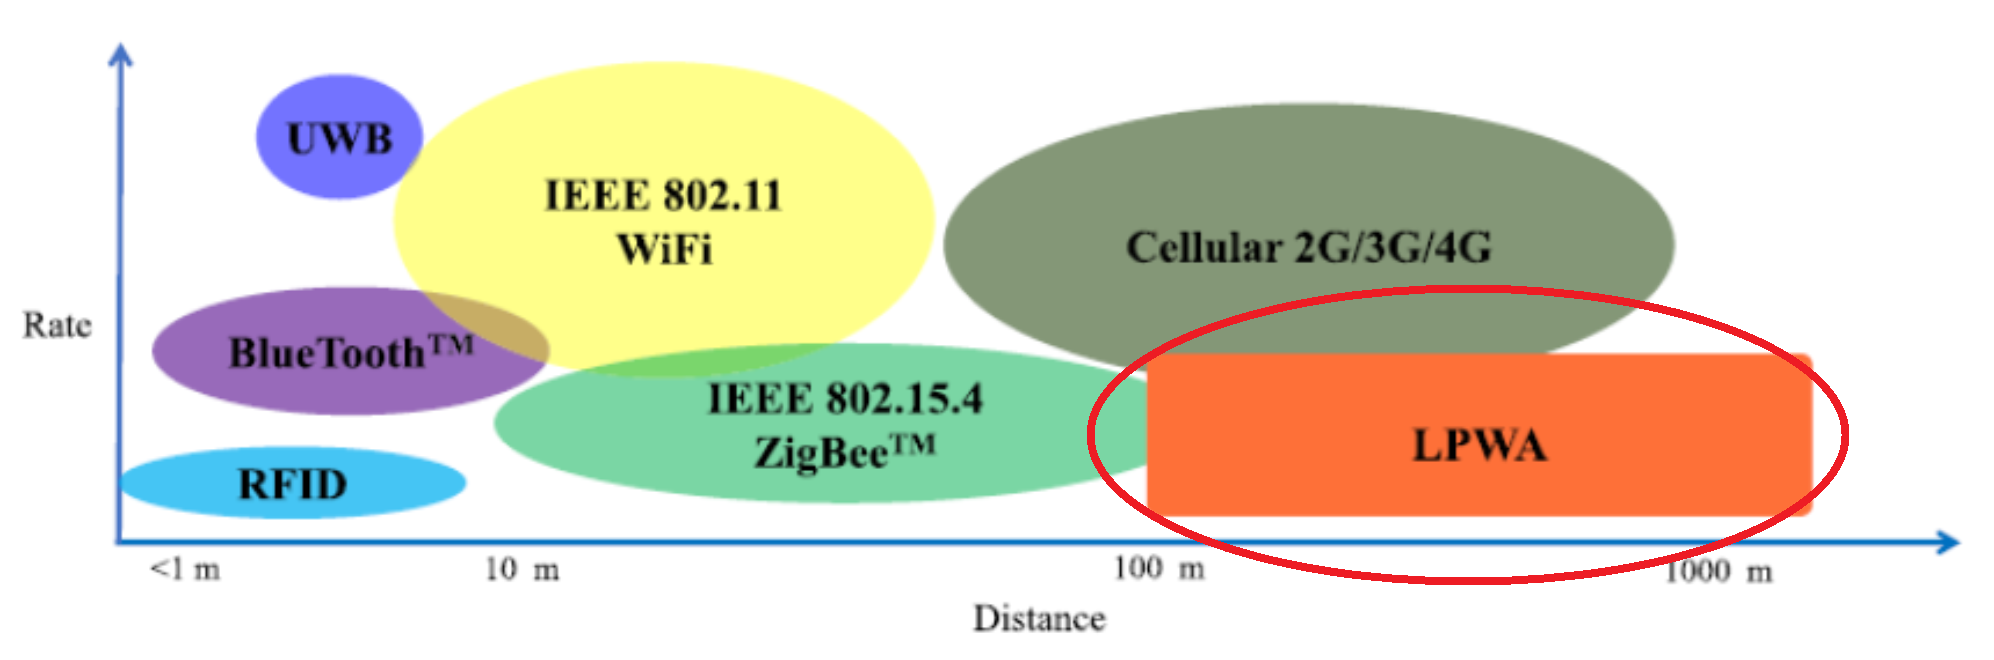 UWB
IEEE 802.11
WiFi
Cellular 2G/3G/4G
Rate
BlueTooth™
IEEE 802.15.4
ZigBee™
LPWA
RFID
<1 m
10 m
100 m
1000 m
Distance